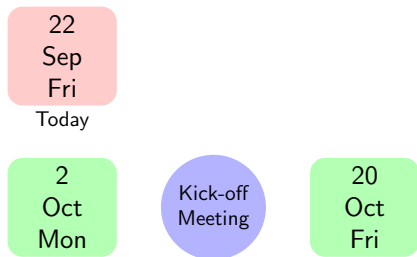 22
Sep
Fri
Today
2
Oct
Mon
Kick-off
Meeting
20
Oct
Fri